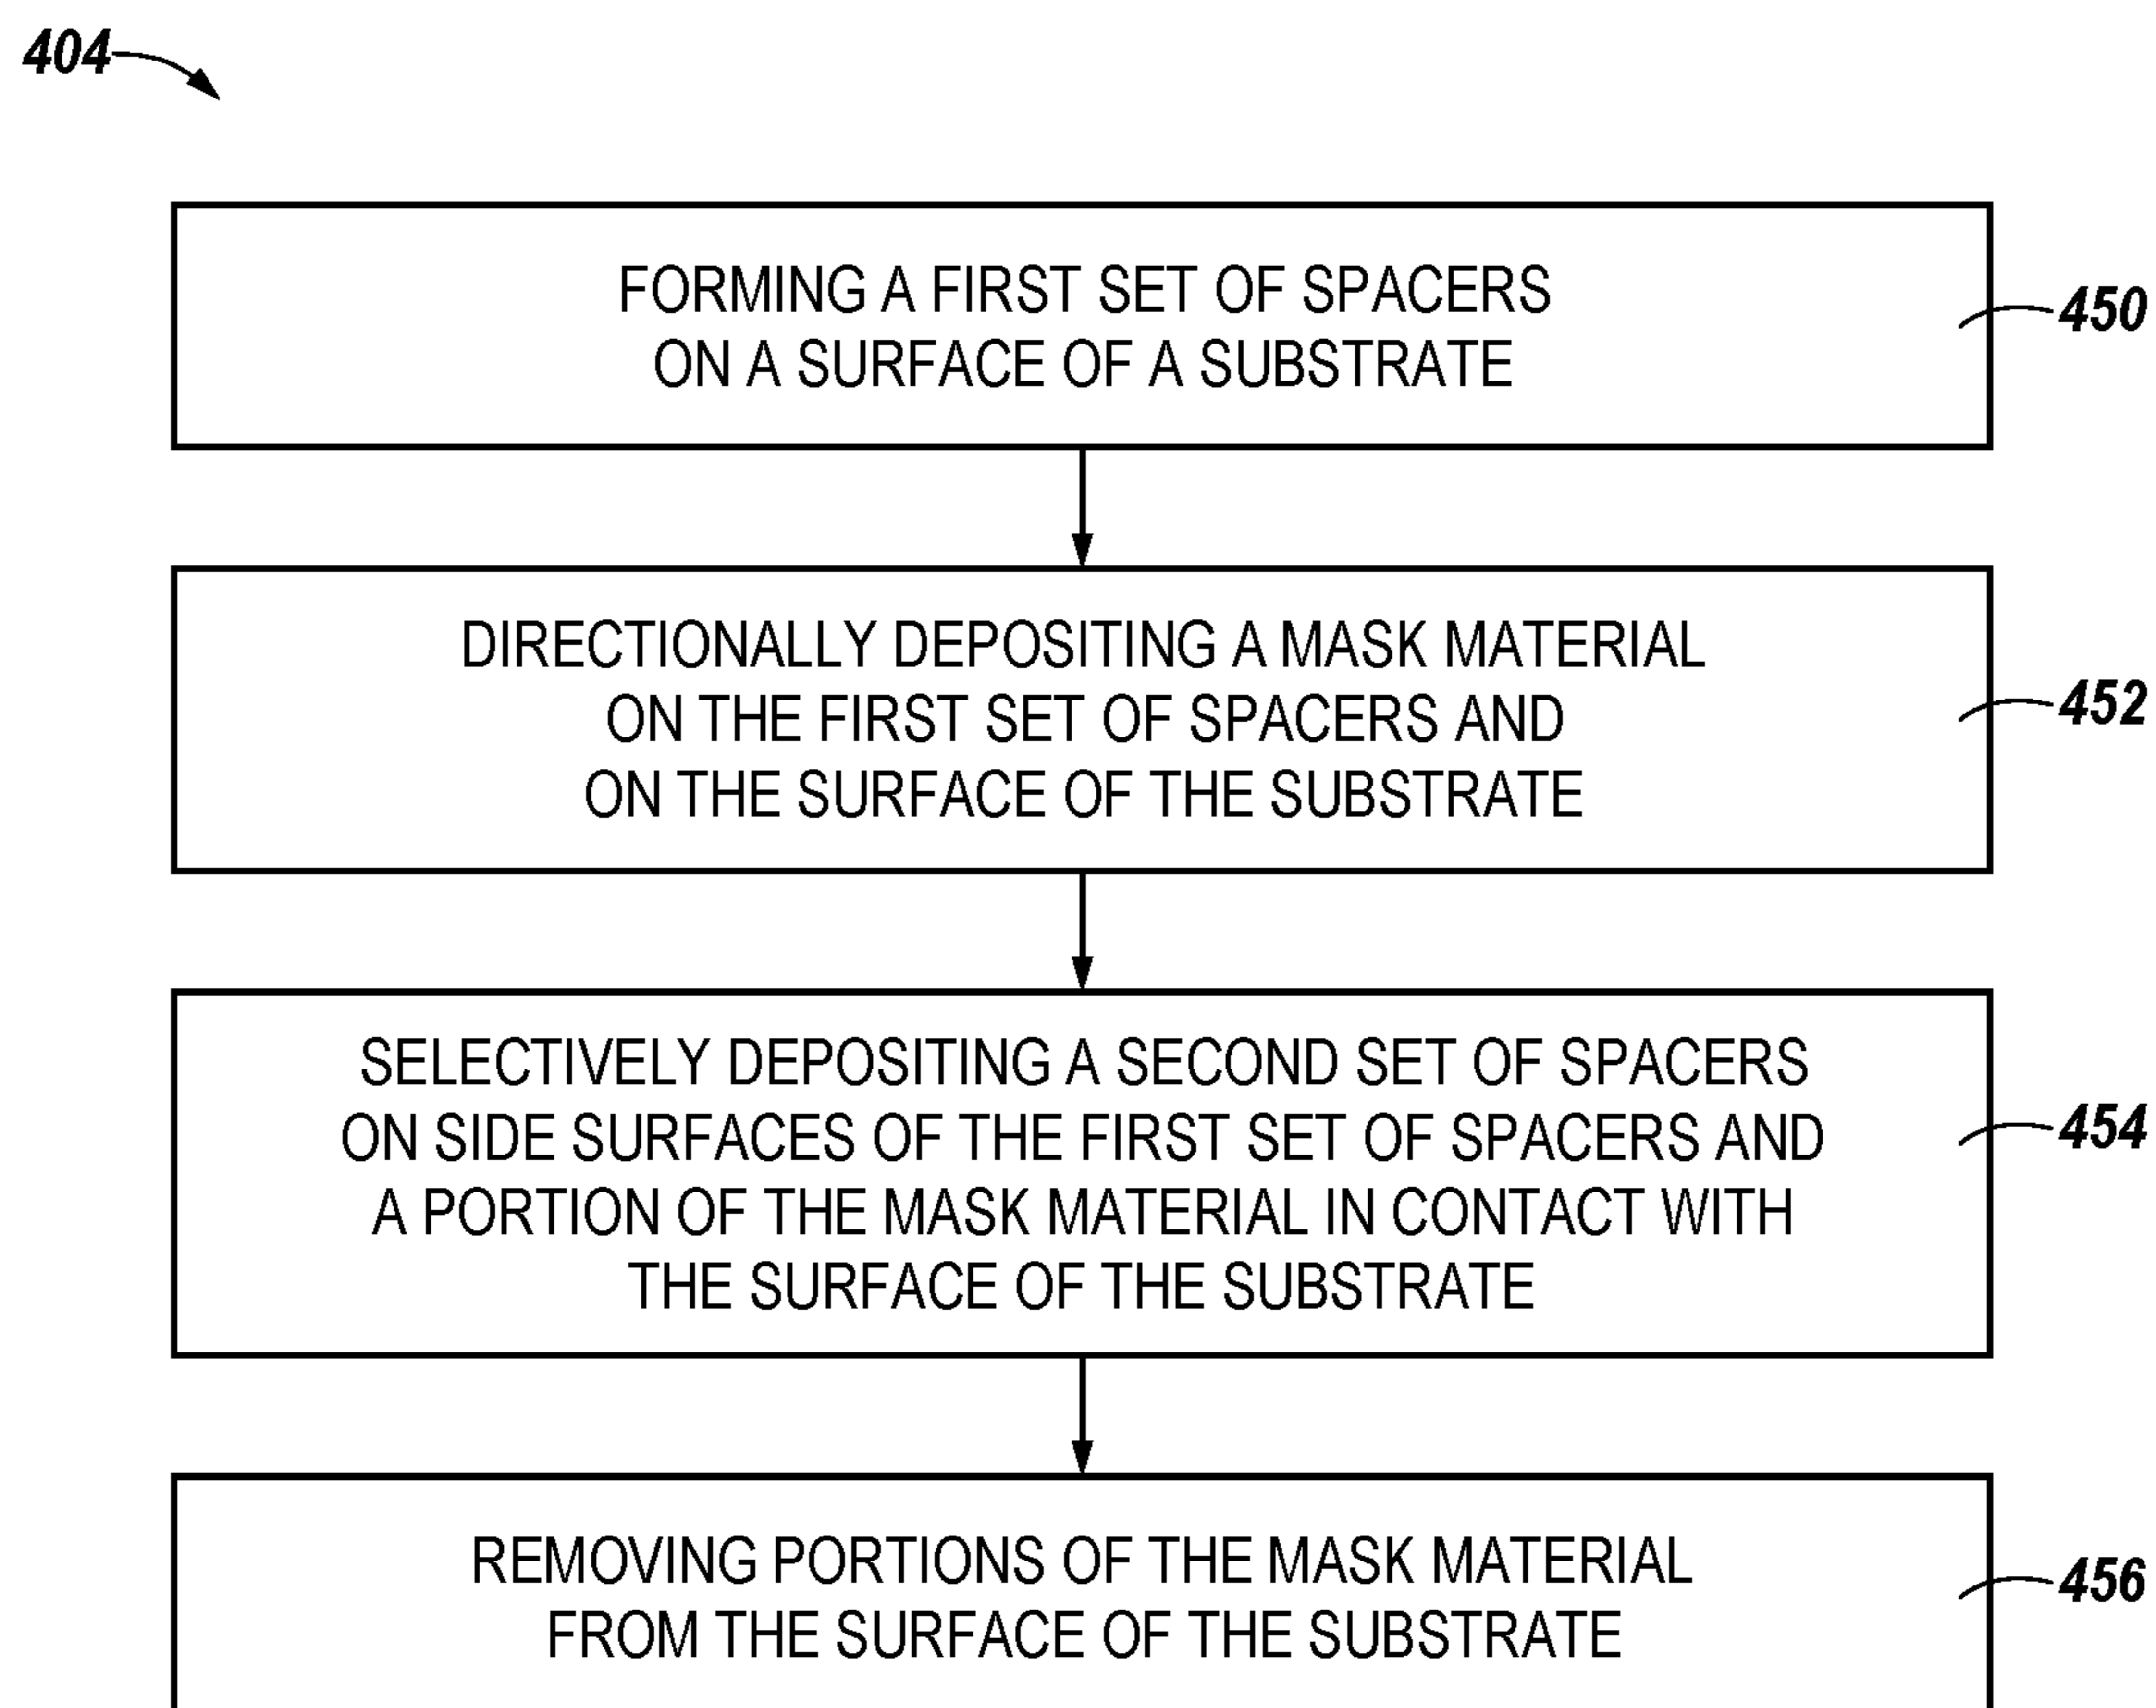 404
FORMING A FIRST SET OF SPACERS
ON A SURFACE OF A SUBSTRATE
450
DIRECTIONALLY DEPOSITING A MASK MATERIAL
ON THE FIRST SET OF SPACERS AND
ON THE SURFACE OF THE SUBSTRATE
452
SELECTIVELY DEPOSITING A SECOND SET OF SPACERS
ON SIDE SURFACES OF THE FIRST SET OF SPACERS AND
A PORTION OF THE MASK MATERIAL IN CONTACT WITH
THE SURFACE OF THE SUBSTRATE
454
REMOVING PORTIONS OF THE MASK MATERIAL
FROM THE SURFACE OF THE SUBSTRATE
456